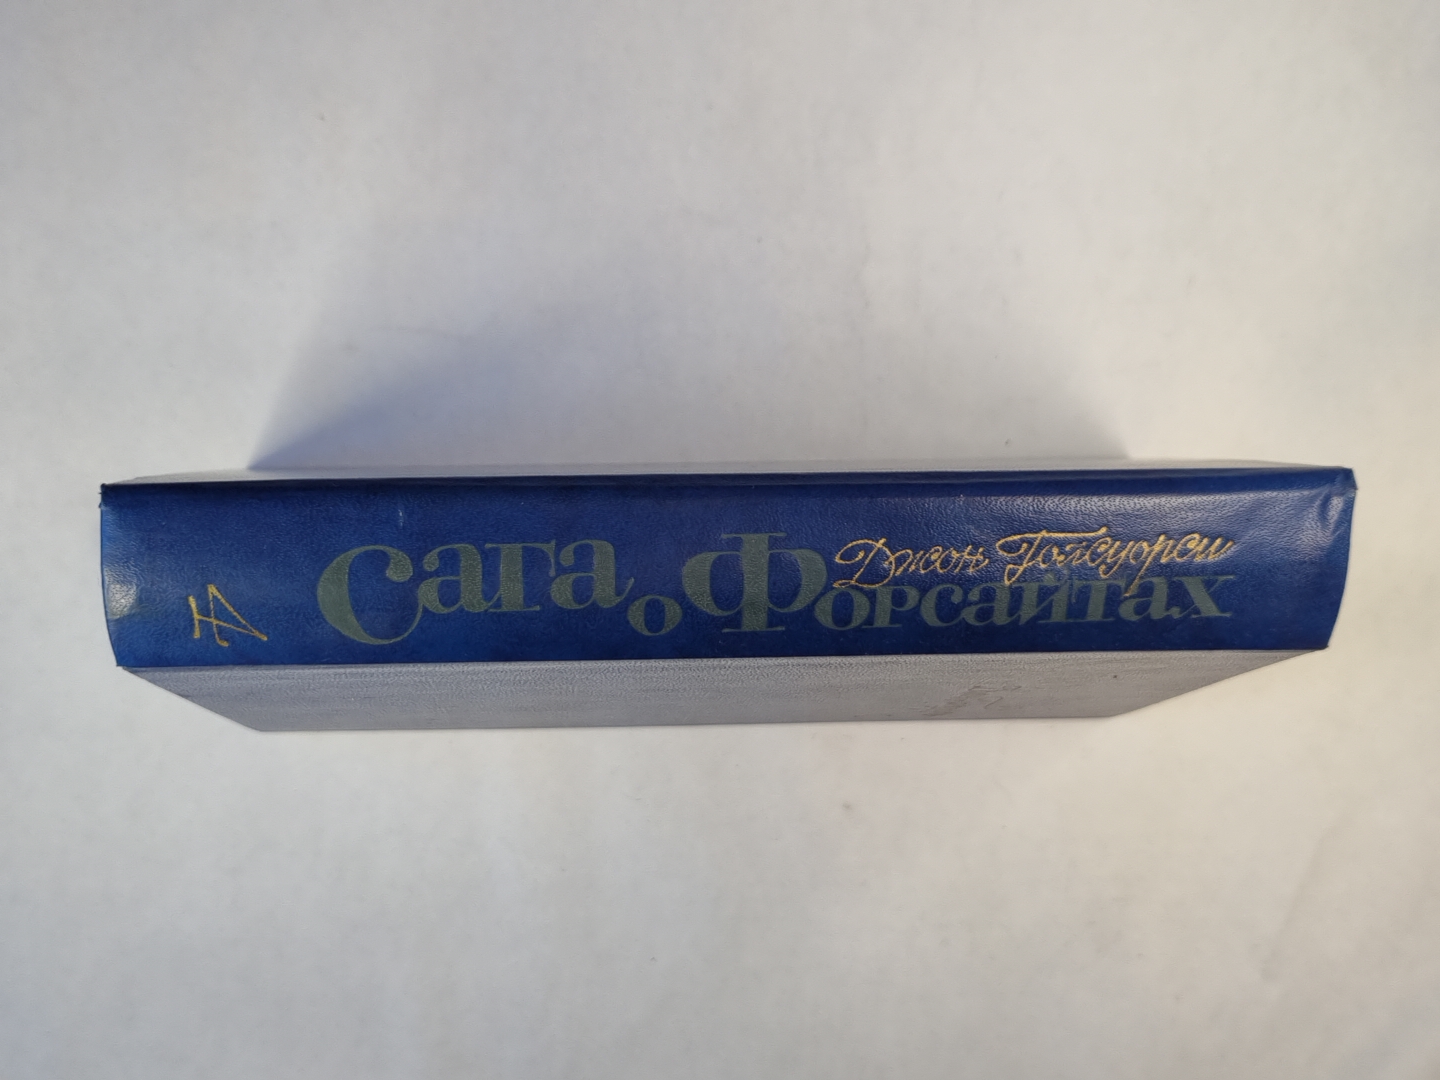 Джон Голсуорси
Сага о Форсайтах